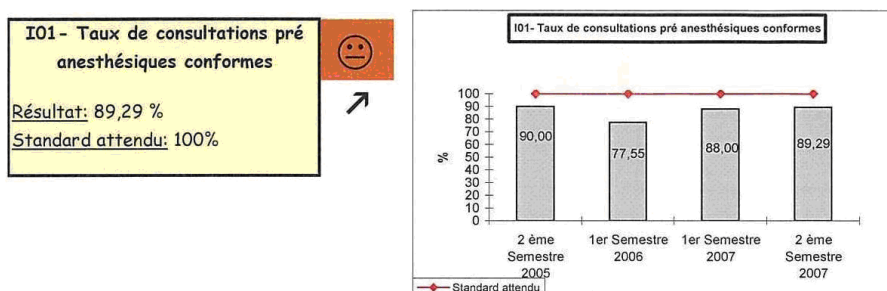 I01- Taux de consultations pré
anesthésiques conformes
Résultat: 89,29 %
Standard attendu: 100%
I01- Taux de consultations pré anesthésiques conformes
100
90
80
70
60
50
40
30
20
10
0
%
90,00
77,55
88,00
89,29
2 ème
Semestre
2005
1er Semestre
2006
1er Semestre
2007
2 ème
Semestre
2007
Standard attendu